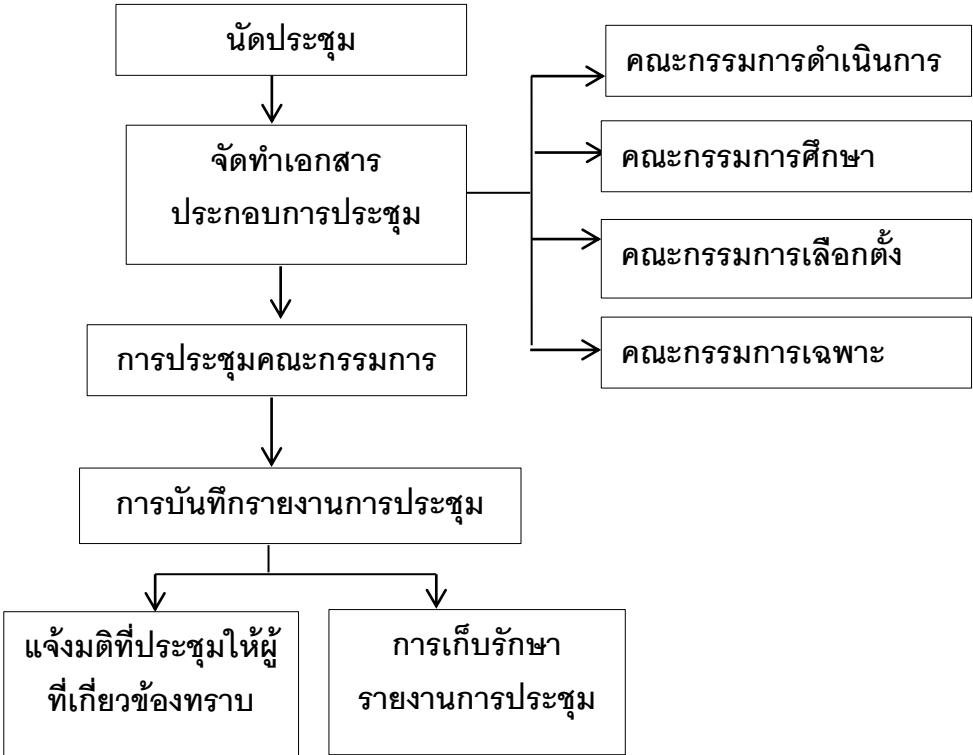 นัดประชุม
คณะกรรมการดำเนินการ
จัดทำเอกสาร
ประกอบการประชุม
คณะกรรมการศึกษา
คณะกรรมการเลือกตั้ง
คณะกรรมการเฉพาะ
การประชุมคณะกรรมการ
การบันทึกรายงานการประชุม
แจ้งมติที่ประชุมให้ผู้
ที่เกี่ยวข้องทราบ
การเก็บรักษา
รายงานการประชุม